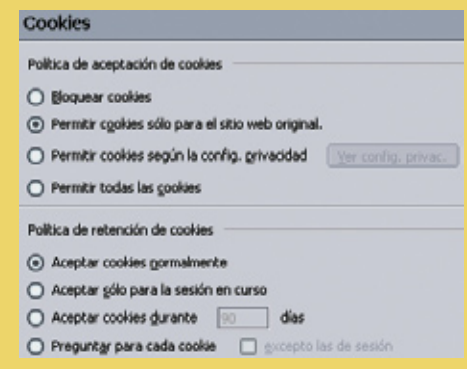 Cookies
Política de aceptación de cookies
Bloquear cookies
Permitir cookies sólo para el sitio web original.
Permitir cookies según la config. privacidad Ver config. privac.
Permitir todas las cookies
Política de retención de cookies
Aceptar cookies normalmente
Aceptar sólo para la sesión en curso
Aceptar cookies durante 90 días
Preguntar para cada cookie excepto las de sesión